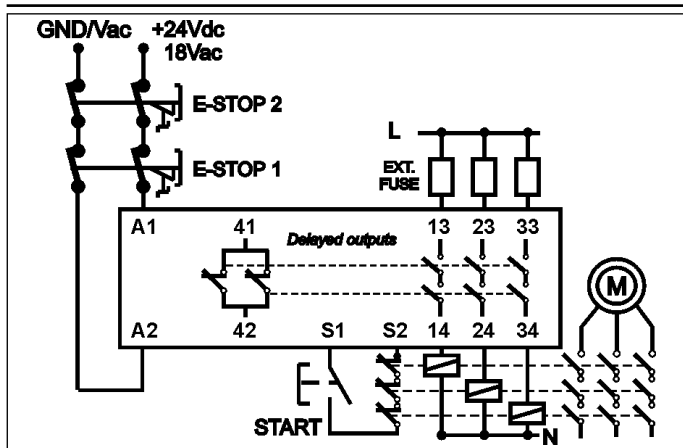 GND/Vac +24Vdc
18Vac
E-STOP 2
E-STOP 1
L
EXT.
FUSE
A1 41 13 23 33
Delayed outputs
M
A2 42 S1 S2 14 24 34
START
N